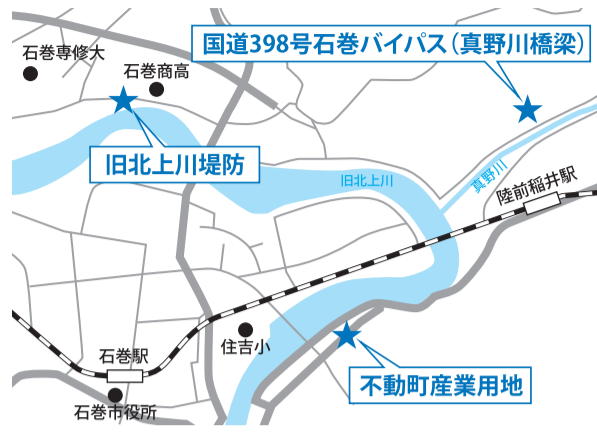 国道398号石巻バイパス（真野川橋梁）
石巻専修大
石巻商高
旧北上川堤防
旧北上川
真野川
陸前稲井駅
住吉小
石巻駅
不動町産業用地
石巻市役所